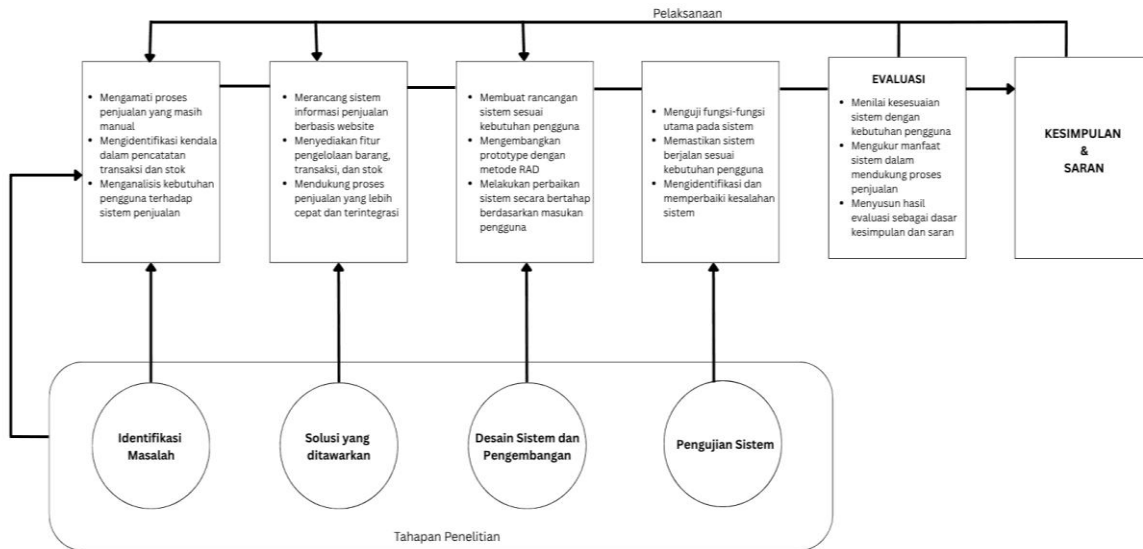 Pelaksanaan
• Mengamati proses
penjualan yang masih
manual
• Mengidentifikasi kendala
dalam pencatatan
transaksi dan stok
• Menganalisis kebutuhan
pengguna terhadap
sistem penjualan
• Merancang sistem
informasi penjualan
berbasis website
• Menyediakan fitur
pengelolaan barang,
transaksi, dan stok
• Mendukung proses
penjualan yang lebih
cepat dan terintegrasi
• Membuat rancangan
sistem sesuai
kebutuhan pengguna
• Mengembangkan
prototype dengan
metode RAD
• Melakukan perbaikan
sistem secara bertahap
berdasarkan masukan
pengguna
• Menguji fungsi-fungsi
utama pada sistem
• Memastikan sistem
berjalan sesuai
kebutuhan pengguna
• Mengidentifikasi dan
memperbaiki kesalahan
sistem
EVALUASI
• Menilai kesesuaian
sistem dengan
kebutuhan pengguna
• Mengukur manfaat
sistem dalam
mendukung proses
penjualan
• Menyusun hasil
evaluasi sebagai dasar
kesimpulan dan saran
KESIMPULAN
&
SARAN
Identifikasi
Masalah
Solusi yang
ditawarkan
Desain Sistem dan
Pengembangan
Pengujian Sistem
Tahapan Penelitian